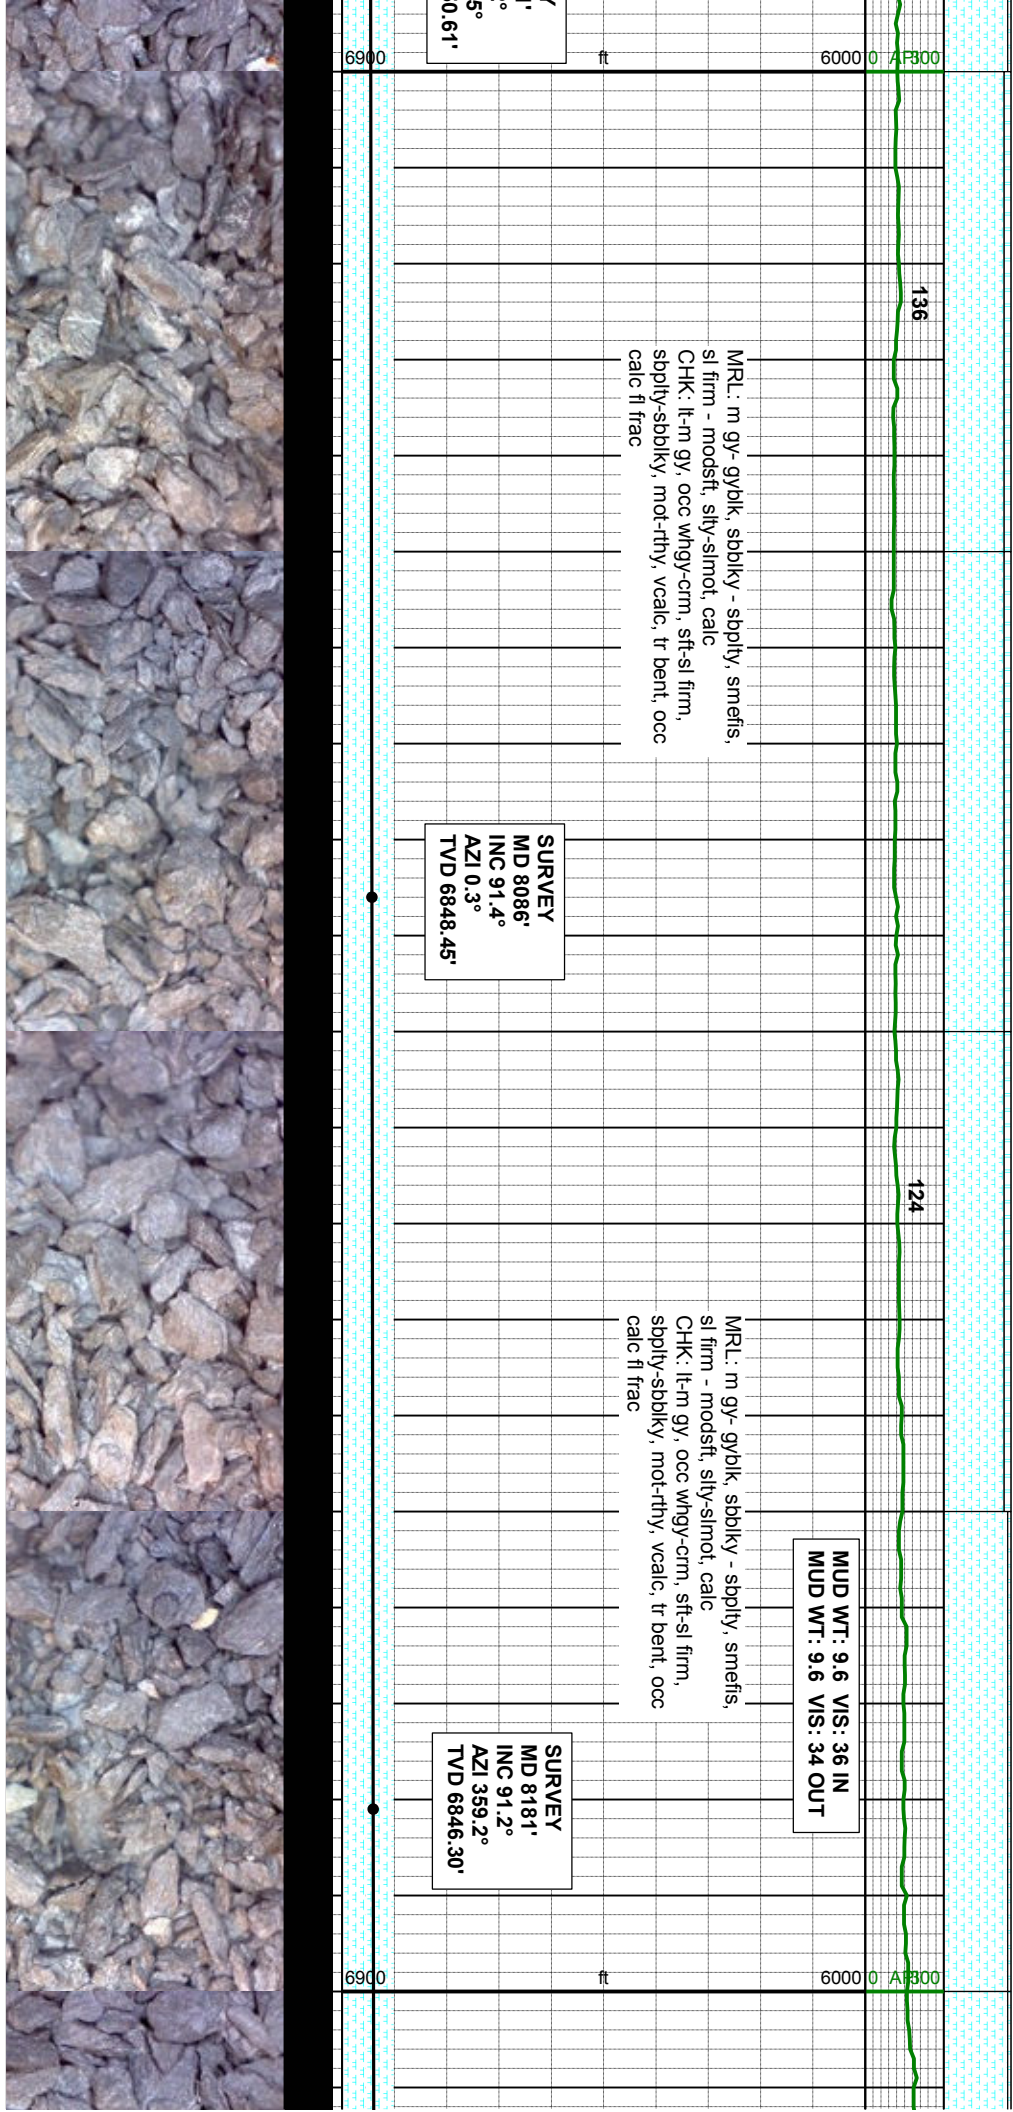 0.61'
6900 ft 6000 0 API 300
136
MRL: m gy- gyblk, sbblky - sbplty, smefis,
sl firm - modsft, slty-slmot, calc
CHK: lt-m gy, occ whgy-crm, sft-sl firm,
sbplty-sbblky, mot-rthy, vcalc, tr bent, occ
calc fl frac
SURVEY
MD 8086'
INC 91.4°
AZI 0.3°
TVD 6848.45'
124
MRL: m gy- gyblk, sbblky - sbplty, smefis,
sl firm - modsft, slty-slmot, calc
CHK: lt-m gy, occ whgy-crm, sft-sl firm,
sbplty-sbblky, mot-rthy, vcalc, tr bent, occ
calc fl frac
MUD WT: 9.6 VIS: 36 IN
MUD WT: 9.6 VIS: 34 OUT
SURVEY
MD 8181'
INC 91.2°
AZI 359.2°
TVD 6846.30'
6900 ft 6000 0 API 300